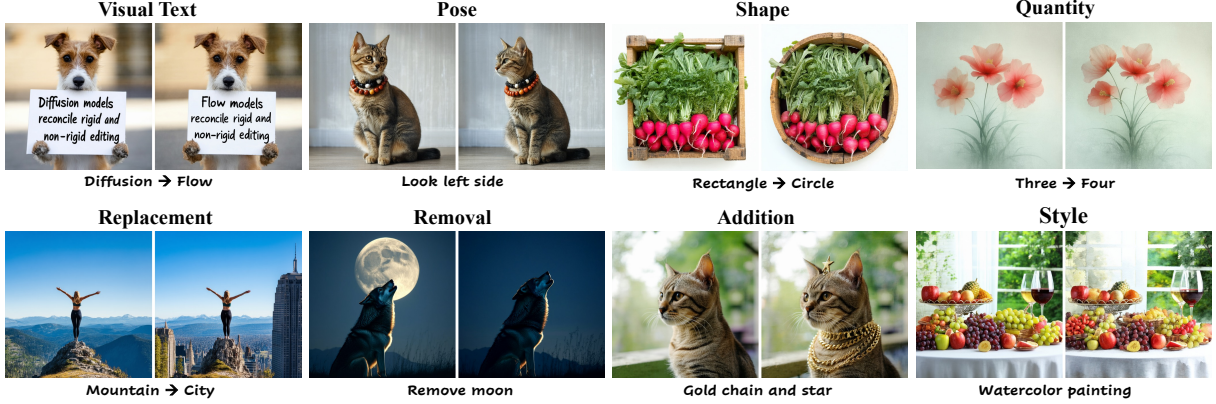 Visual Text
Pose
Shape
Quantity
Diffusion models
reconcile rigid and
non-rigid editing
Flow models
reconcile rigid and
non-rigid editing
Diffusion → Flow
Look left side
Rectangle → Circle
Three → Four
Replacement
Removal
Addition
Style
Mountain → City
Remove moon
Gold chain and star
Watercolor painting